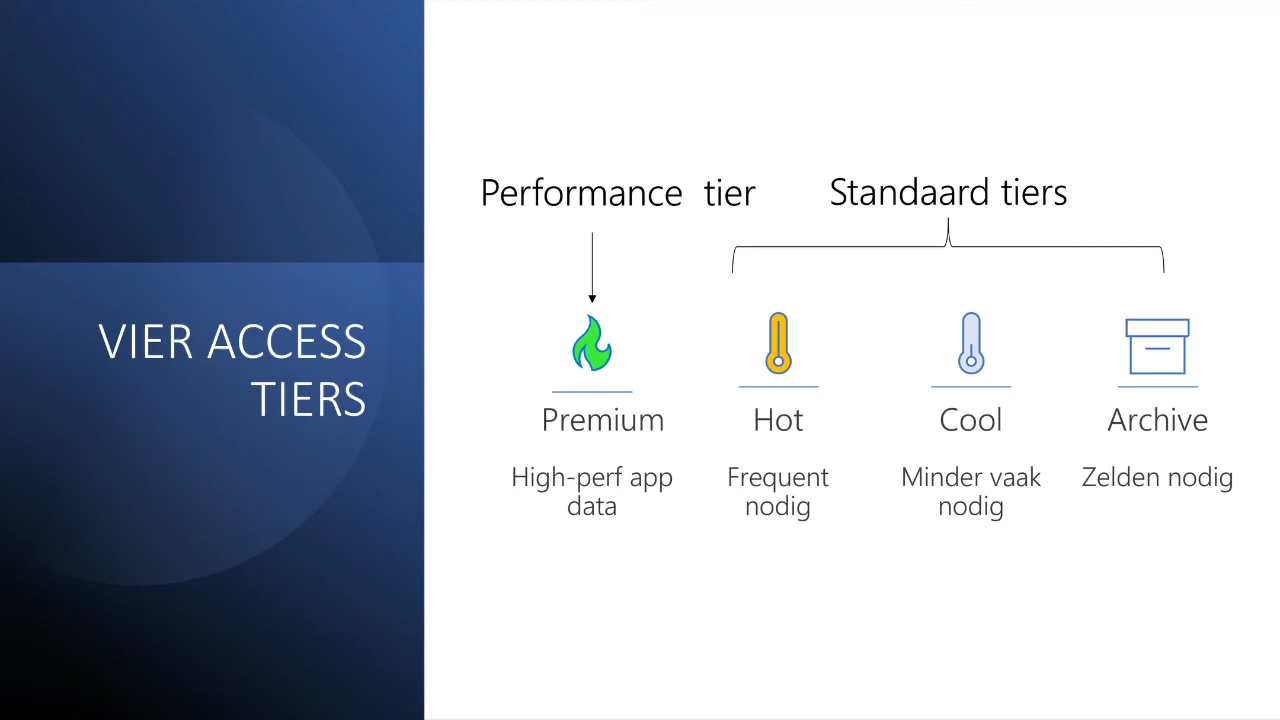 VIER ACCESS
TIERS
Performance  tier
Standaard tiers
Premium
High-perf app
data
Hot
Frequent
nodig
Cool
Minder vaak
nodig
Archive
Zelden nodig